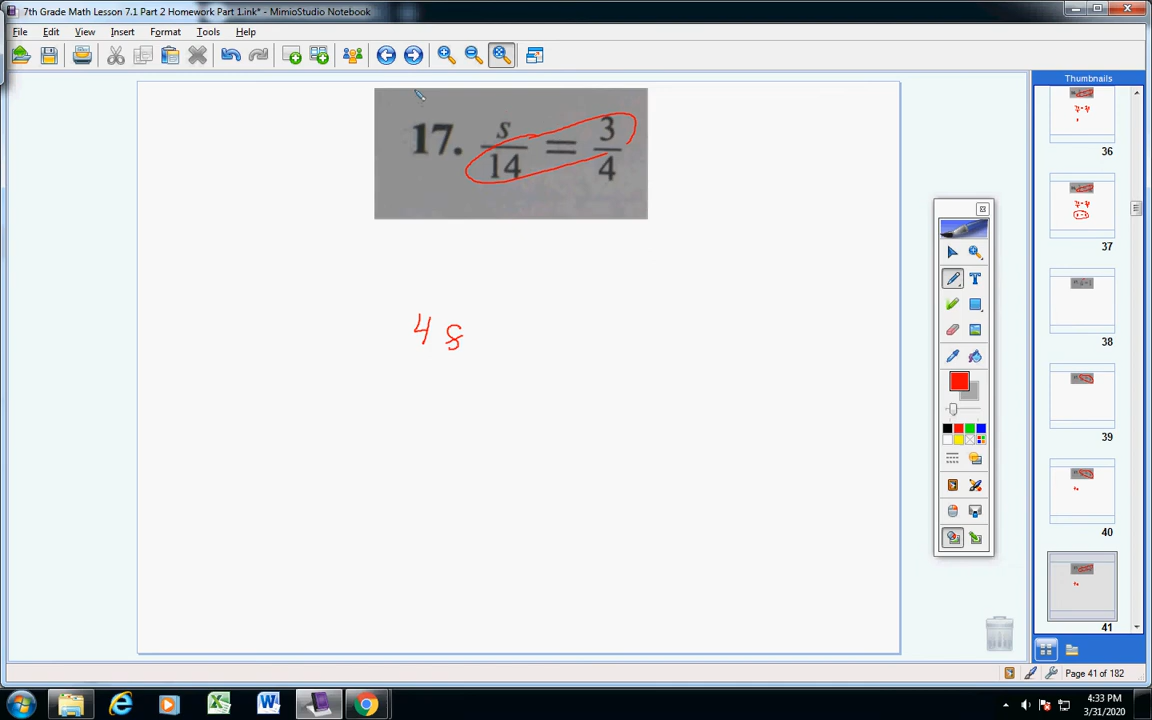 7th Grade Math Lesson 7.1 Part 2 Homework Part 1.ink* - MimioStudio Notebook
File Edit View Insert Format Tools Help
Thumbnails
17. s/14 = 3/4
4 s
36
37
38
39
40
41
T
Page 41 of 182
4:33 PM
3/31/2020